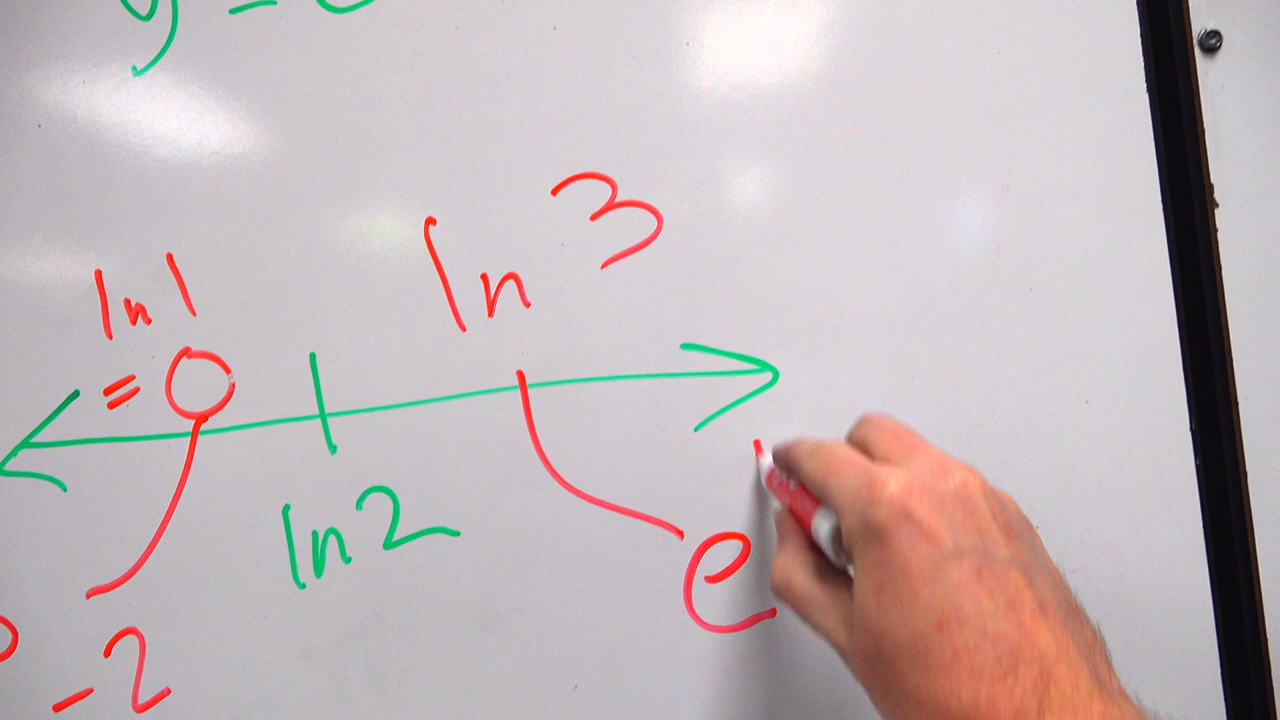 y =
ln 3
ln 1
= 0
ln 2
e
- 2